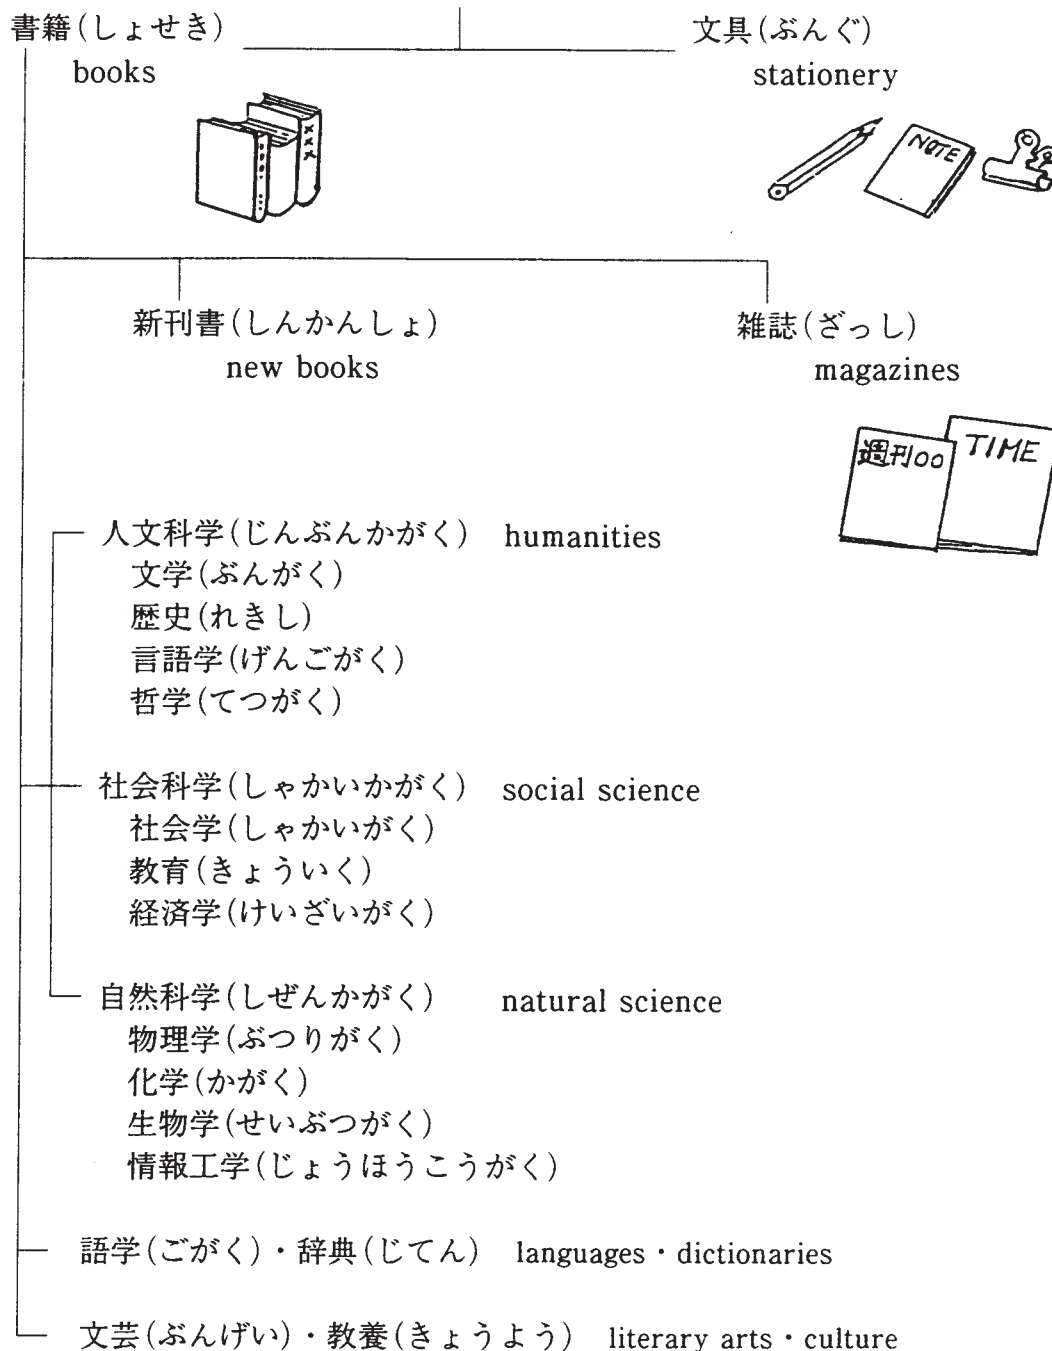 書籍(しょせき)
books
文具(ぶんぐ)
stationery
NOTE
新刊書(しんかんしょ)
new books
雑誌(ざっし)
magazines
週刊〇〇
TIME
人文科学(じんぶんかがく) humanities
文学(ぶんがく)
歴史(れきし)
言語学(げんごがく)
哲学(てつがく)
社会科学(しゃかいかがく) social science
社会学(しゃかいがく)
教育(きょういく)
経済学(けいざいがく)
自然科学(しぜんかがく) natural science
物理学(ぶつりがく)
化学(かがく)
生物学(せいぶつがく)
情報工学(じょうほうこうがく)
語学(ごがく)・辞典(じてん) languages・dictionaries
文芸(ぶんげい)・教養(きょうよう) literary arts・culture